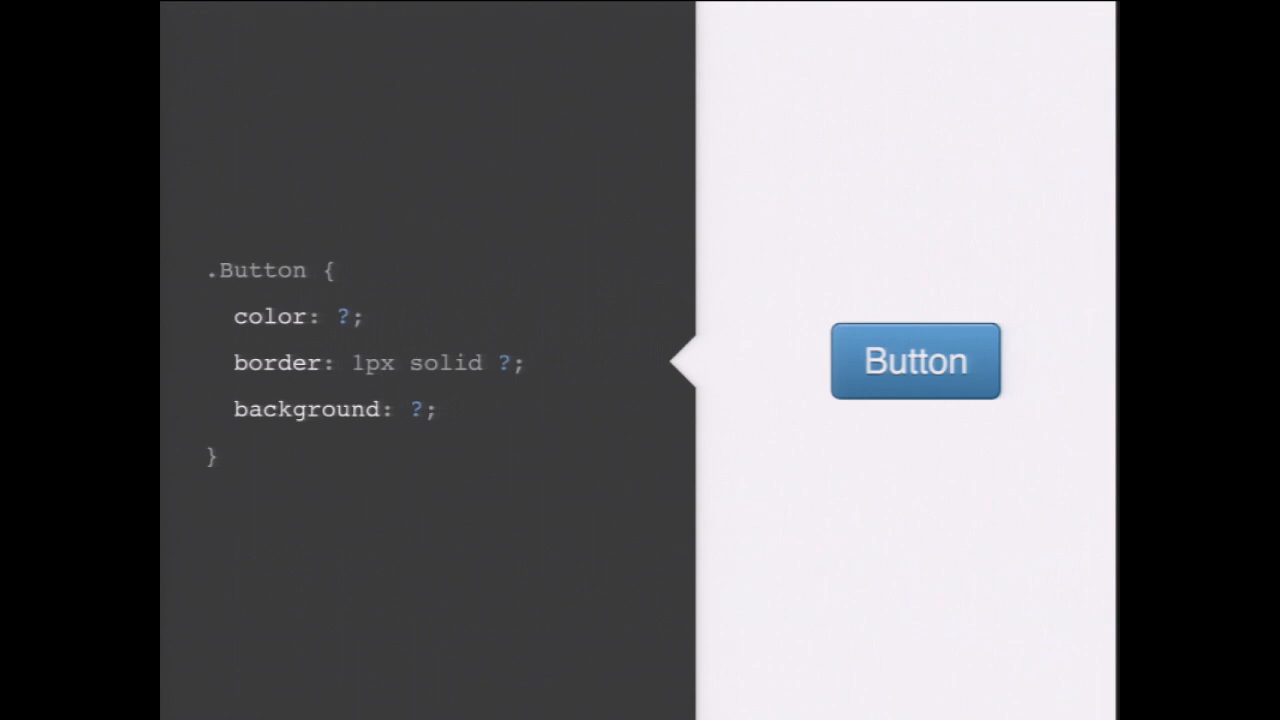 .Button {
color: ?;
border: 1px solid ?;
background: ?;
}
Button